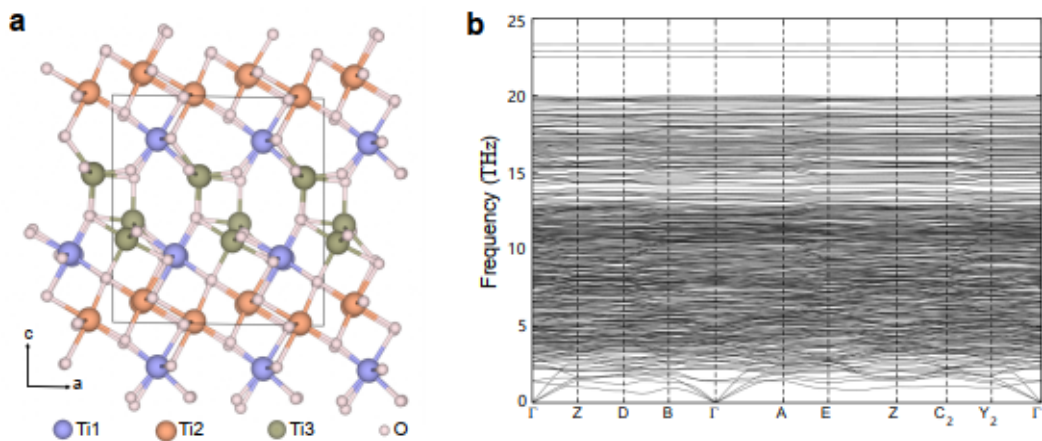 a
c
a
Ti1 Ti2 Ti3 O
b
Frequency (THz)
25
20
15
10
5
0
Γ Z D B Γ A E Z C₂ Y₂ Γ